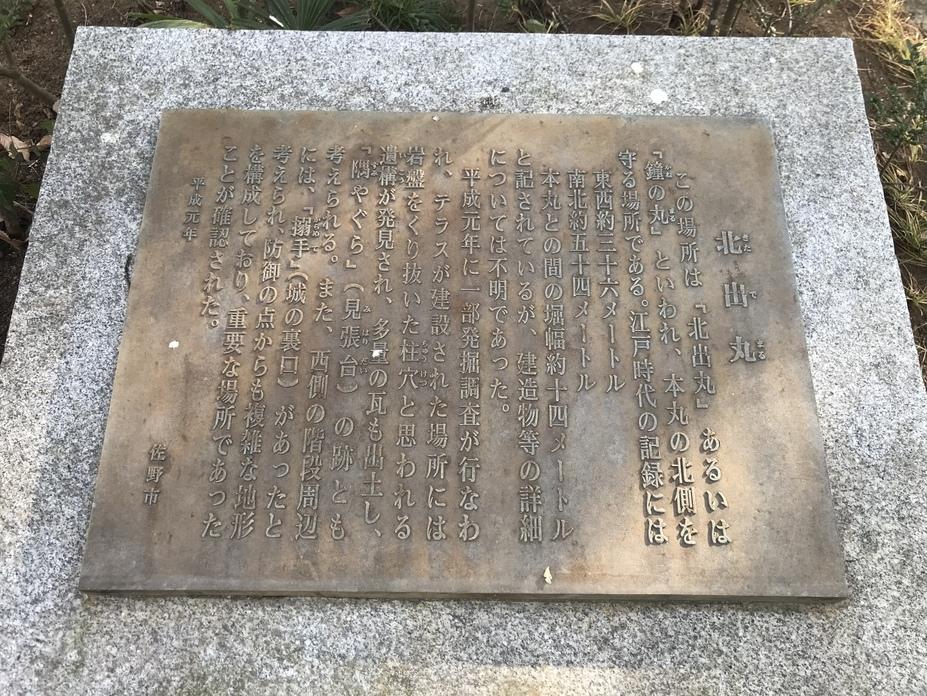 北出丸
この場所は『北出丸』あるいは
『鐘の丸』といわれ、本丸の北側を
守る場所である。江戸時代の記録には
東西約三十六メートル
南北約五十四メートル
本丸との間の堀幅約十四メートル
と記されているが、建造物等の詳細
については不明であった。
平成元年に一部発掘調査が行なわ
れ、テラスが建設された場所には
岩盤をくり抜いた柱穴と思われる
遺構が発見され、多量の瓦も出土し、
『隅やぐら』(見張台)の跡とも
考えられる。また、西側の階段周辺
には、『搦手』(城の裏口)があったと
考えられ、防御の点からも複雑な地形
を構成しており、重要な場所であった
ことが確認された。
平成元年
佐野市